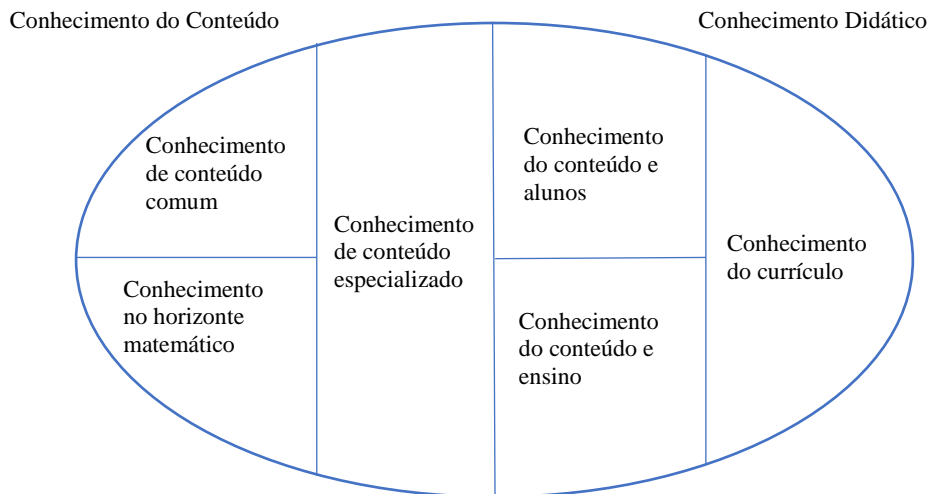 Conhecimento do Conteúdo
Conhecimento Didático
Conhecimento
de conteúdo
comum
Conhecimento
no horizonte
matemático
Conhecimento
de conteúdo
especializado
Conhecimento
do conteúdo e
alunos
Conhecimento
do conteúdo e
ensino
Conhecimento
do currículo